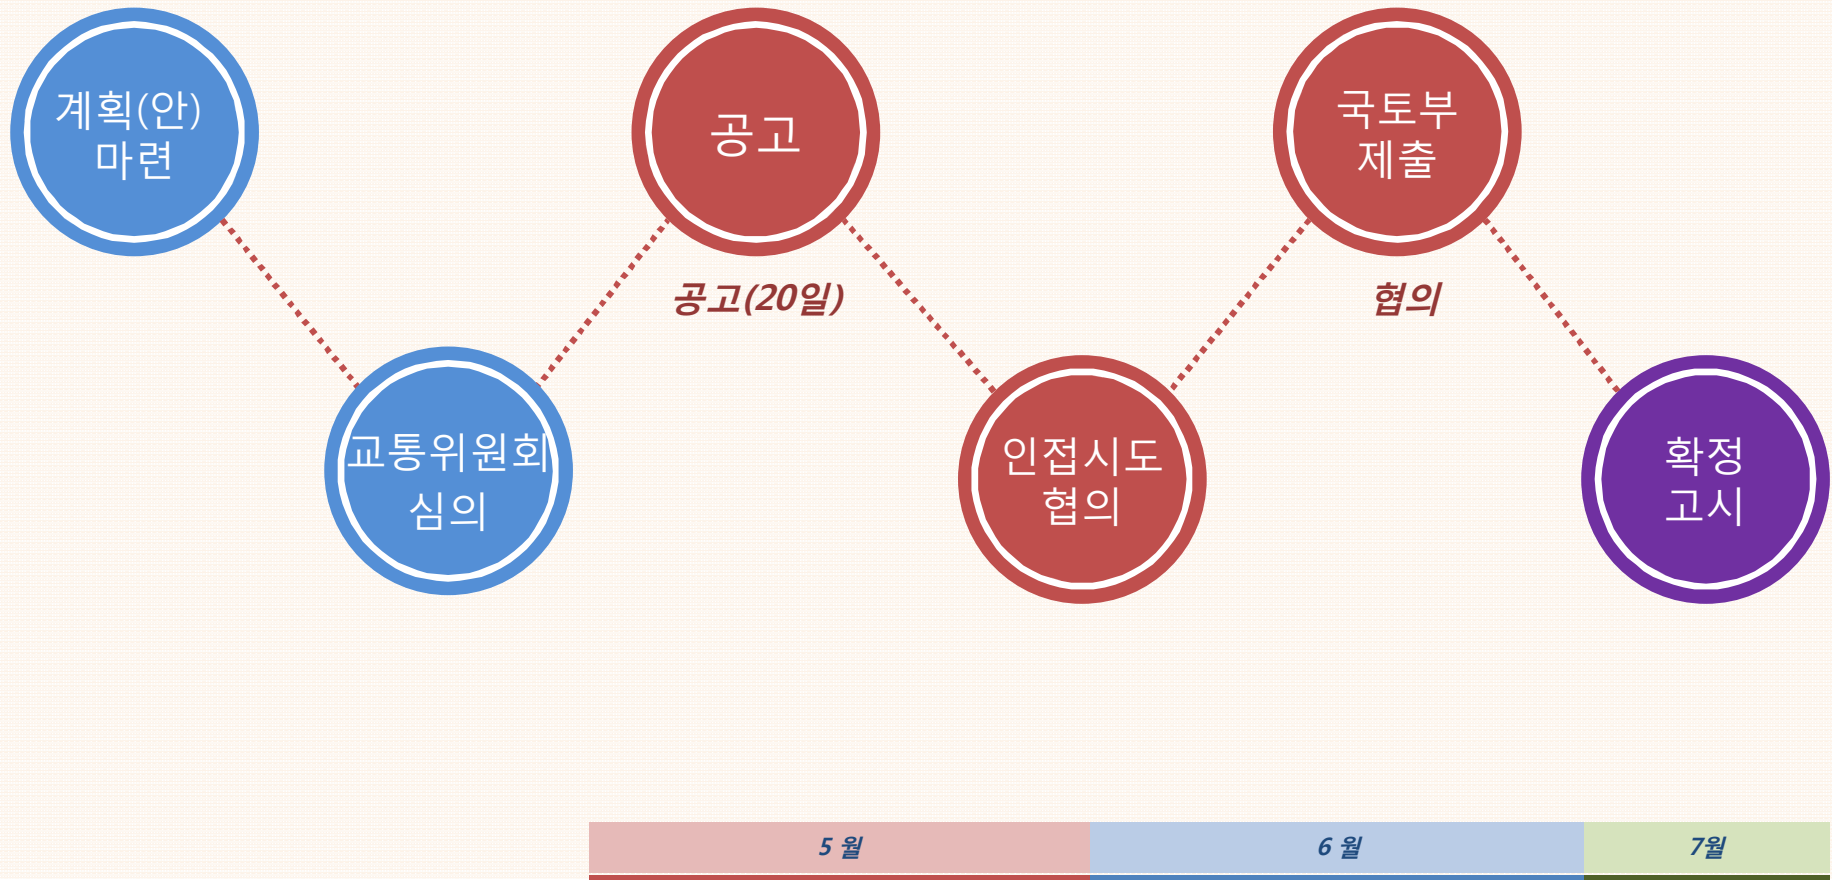 계획(안)
마련
공고
국토부
제출
공고(20일)
협의
교통위원회
심의
인접시도
협의
확정
고시
5 월
6 월
7월